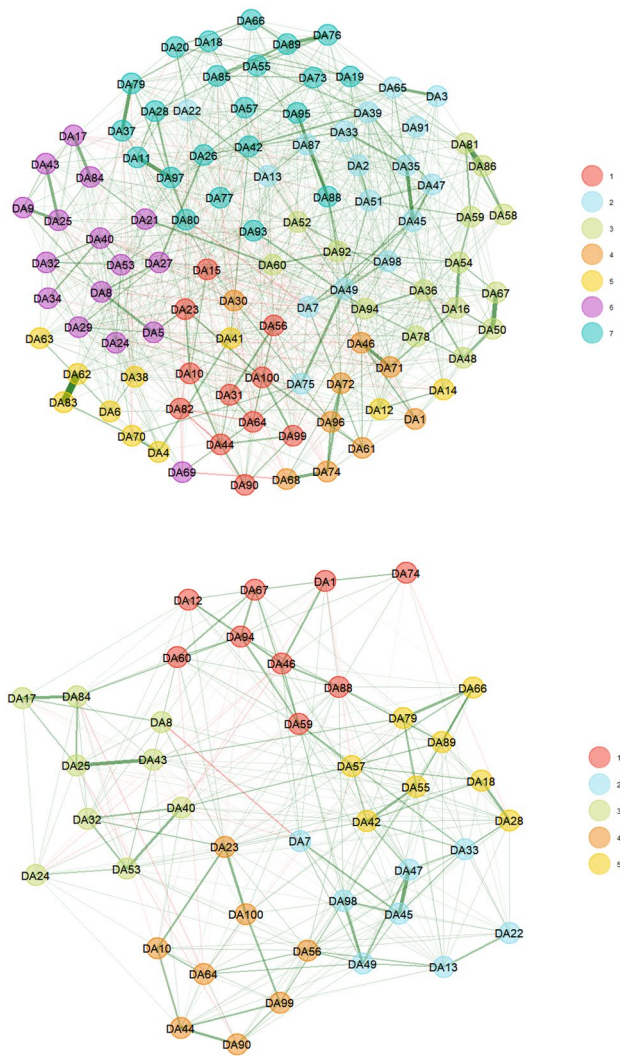 DA66
DA20 DA18 DA89 DA76
DA85 DA55 DA73 DA19
DA79 DA65 DA3
DA28 DA22 DA57 DA95 DA39
DA17 DA37 DA42 DA87 DA33 DA91
DA43 DA84 DA11 DA97 DA26 DA13 DA2 DA35 DA81 DA86
DA77 DA88 DA51 DA47
DA9 DA25 DA21 DA80 DA93 DA52 DA45 DA59 DA58
DA40 DA92
DA32 DA53 DA27 DA15 DA60 DA98 DA54
DA34 DA8 DA30 DA7 DA49 DA94 DA36 DA16 DA67
DA29 DA24 DA5 DA23 DA41 DA56 DA46 DA78 DA50
DA63 DA48
DA62 DA38 DA10 DA100 DA75 DA72 DA71
DA83 DA6 DA82 DA31 DA12 DA14
DA70 DA4 DA44 DA64 DA99 DA96 DA1
DA69 DA90 DA68 DA74 DA61
1
2
3
4
5
6
7
DA12 DA67 DA1 DA74
DA60 DA94 DA46 DA88
DA17 DA84 DA8 DA59 DA79 DA66
DA25 DA43 DA57 DA89
DA32 DA40 DA42 DA55 DA18 DA28
DA24 DA53 DA23 DA7 DA47 DA33
DA100 DA98 DA45 DA22
DA10 DA64 DA56 DA49 DA13
DA44 DA90 DA99
1
2
3
4
5